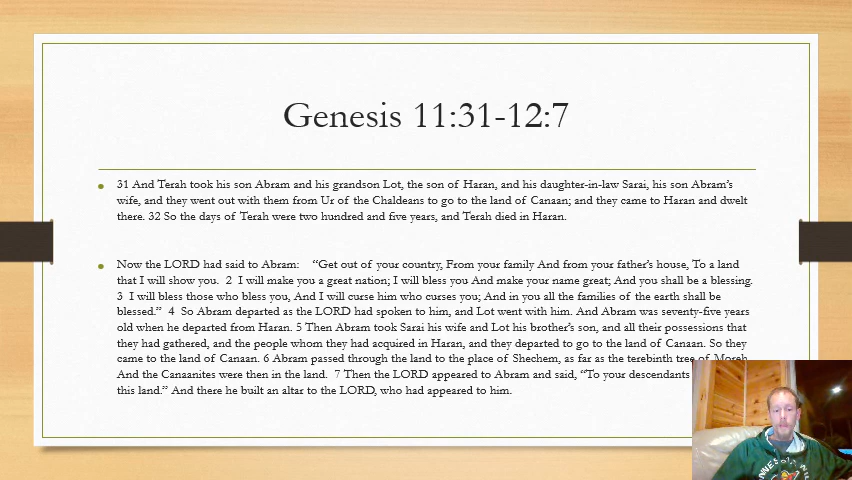 Genesis 11:31-12:7
31 And Terah took his son Abram and his grandson Lot, the son of Haran, and his daughter-in-law Sarai, his son Abram's
wife, and they went out with them from Ur of the Chaldeans to go to the land of Canaan; and they came to Haran and dwelt
there. 32 So the days of Terah were two hundred and five years, and Terah died in Haran.
Now the LORD had said to Abram: “Get out of your country, From your family And from your father's house, To a land
that I will show you. 2 I will make you a great nation; I will bless you And make your name great; And you shall be a blessing.
3 I will bless those who bless you, And I will curse him who curses you; And in you all the families of the earth shall be
blessed.” 4 So Abram departed as the LORD had spoken to him, and Lot went with him. And Abram was seventy-five years
old when he departed from Haran. 5 Then Abram took Sarai his wife and Lot his brother's son, and all their possessions that
they had gathered, and the people whom they had acquired in Haran, and they departed to go to the land of Canaan. So they
came to the land of Canaan. 6 Abram passed through the land to the place of Shechem, as far as the terebinth tree of Moreh.
And the Canaanites were then in the land. 7 Then the LORD appeared to Abram and said, “To your descendants
this land.” And there he built an altar to the LORD, who had appeared to him.